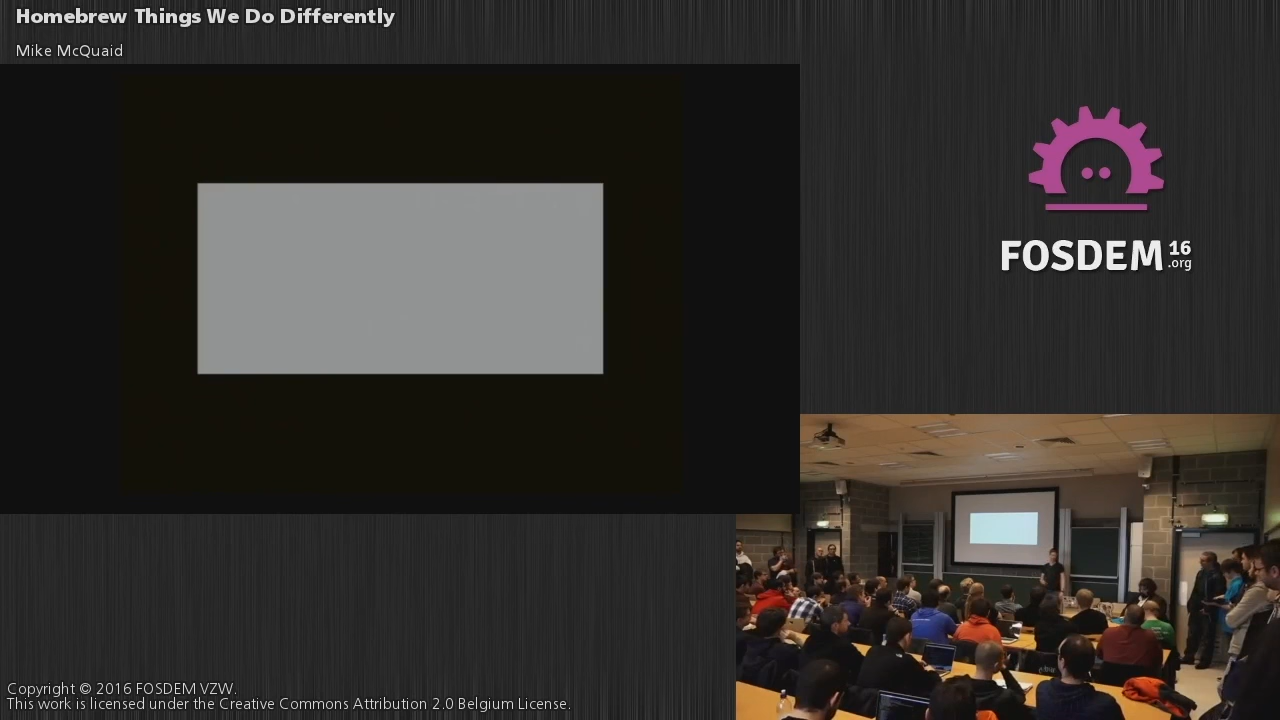 Homebrew Things We Do Differently
Mike McQuaid
FOSDEM 16
.org
Copyright © 2016 FOSDEM VZW.
This work is licensed under the Creative Commons Attribution 2.0 Belgium License.